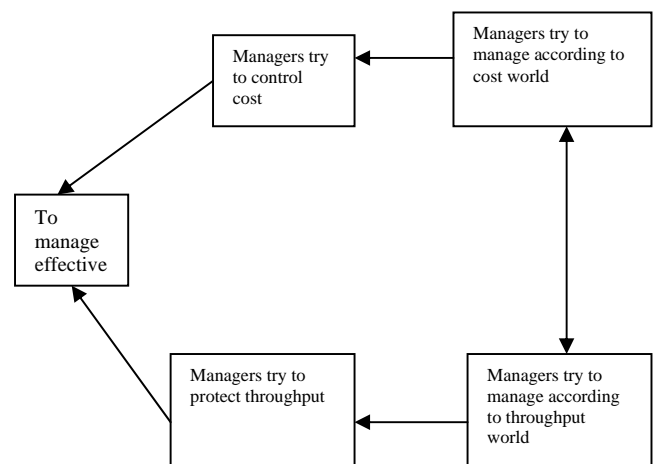 Managers try
to control
cost
Managers try to
manage according to
cost world
To
manage
effective
Managers try to
protect throughput
Managers try to
manage according
to throughput
world